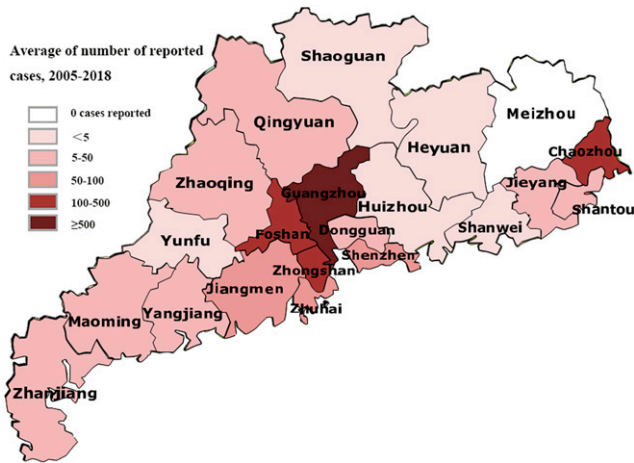 Average of number of reported
cases, 2005-2018
0 cases reported
<5
5-50
50-100
100-500
≥500
Shaoguan
Meizhou
Qingyuan
Heyuan
Chaozhou
Zhaoqing
Jieyang
Guangzhou
Huizhou
Shantou
Foshan
Dongguan
Shanwei
Yunfu
Shenzhen
Zhongshan
Jiangmen
Zhuhai
Yangjiang
Maoming
Zhanjiang